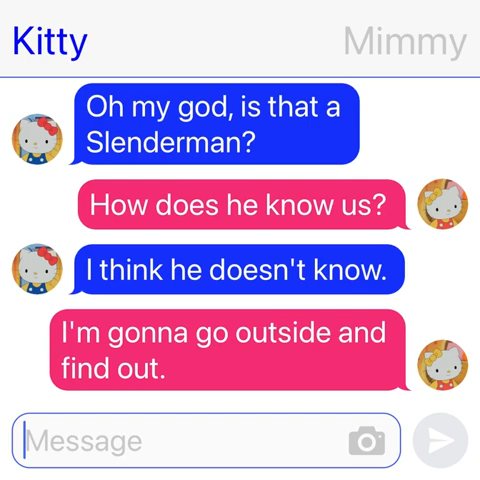 Kitty
Mimmy
Oh my god, is that a
Slenderman?
How does he know us?
I think he doesn't know.
I'm gonna go outside and
find out.
Message